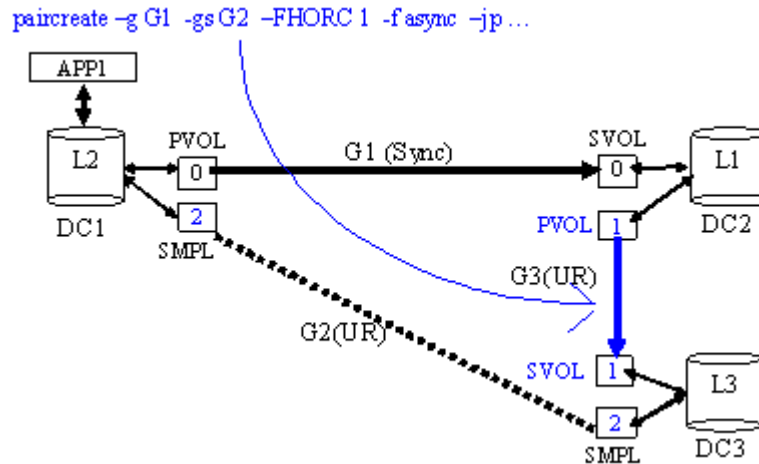 paircreate –g G1 -gs G2 –FHORC 1 -f async –jp ...
APP1
PVOL
SVOL
L2
0
G1 (Sync)
0
L1
DC1
2
PVOL
1
DC2
SMPL
G3(UR)
G2(UR)
SVOL
1
L3
2
DC3
SMPL